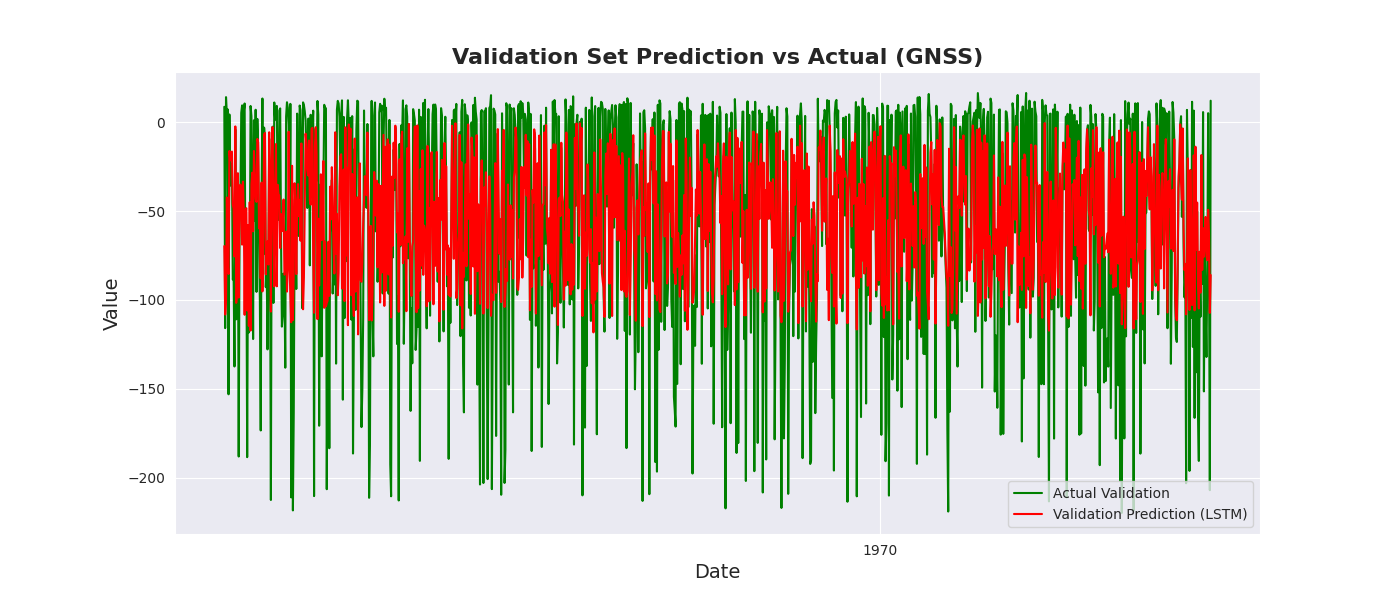 Validation Set Prediction vs Actual (GNSS)
0
−50
−100
−150
−200
Value
1970
Date
Actual Validation
Validation Prediction (LSTM)